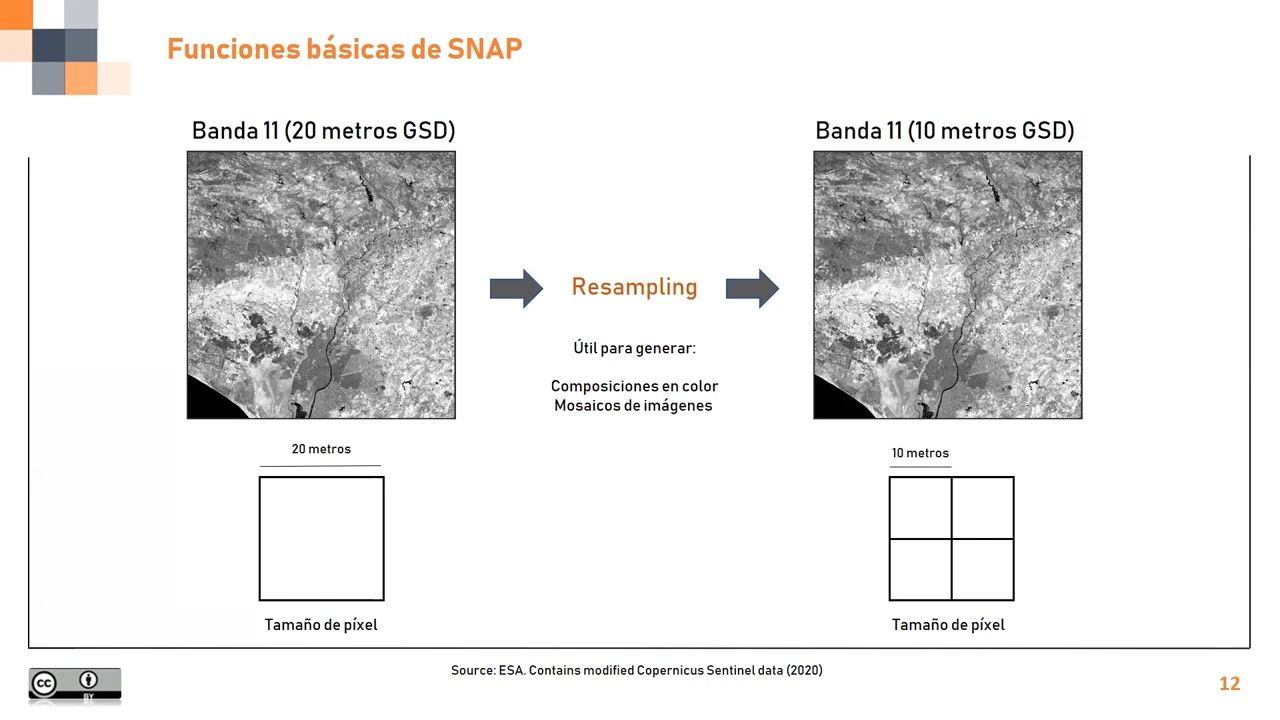 Funciones básicas de SNAP
Banda 11 (20 metros GSD)
Banda 11 (10 metros GSD)
Resampling
Útil para generar:
Composiciones en color
Mosaicos de imágenes
20 metros
10 metros
Tamaño de píxel
Tamaño de píxel
Source: ESA. Contains modified Copernicus Sentinel data (2020)
cc
BY
12